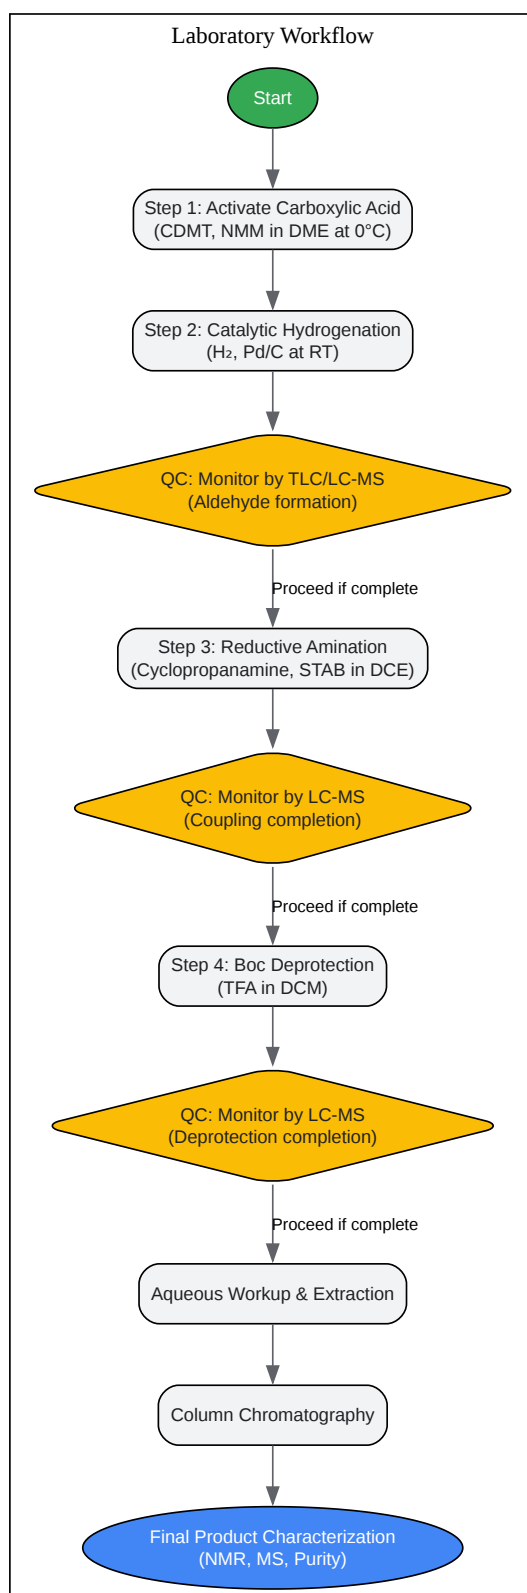 Laboratory Workflow
Start
Step 1: Activate Carboxylic Acid
(CDMT, NMM in DME at 0°C)
Step 2: Catalytic Hydrogenation
(H₂, Pd/C at RT)
QC: Monitor by TLC/LC-MS
(Aldehyde formation)
Proceed if complete
Step 3: Reductive Amination
(Cyclopropanamine, STAB in DCE)
QC: Monitor by LC-MS
(Coupling completion)
Proceed if complete
Step 4: Boc Deprotection
(TFA in DCM)
QC: Monitor by LC-MS
(Deprotection completion)
Proceed if complete
Aqueous Workup & Extraction
Column Chromatography
Final Product Characterization
(NMR, MS, Purity)